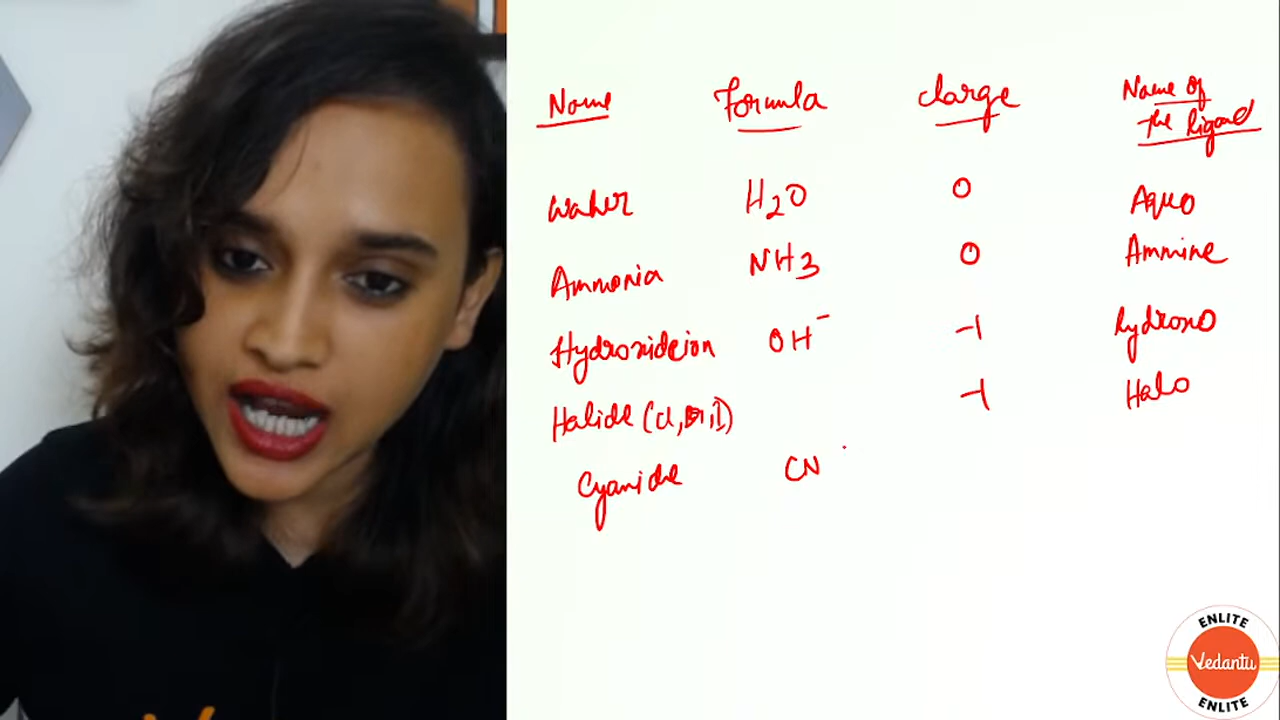 Name Formula Charge Name of
the ligand
Water H2O 0 Aquo
Ammonia NH3 0 Ammine
Hydroxide ion OH⁻ -1 hydroxo
Halide (Cl, Br, I) -1 Halo
Cyanide CN
ENLITE
Vedantu
ENLITE